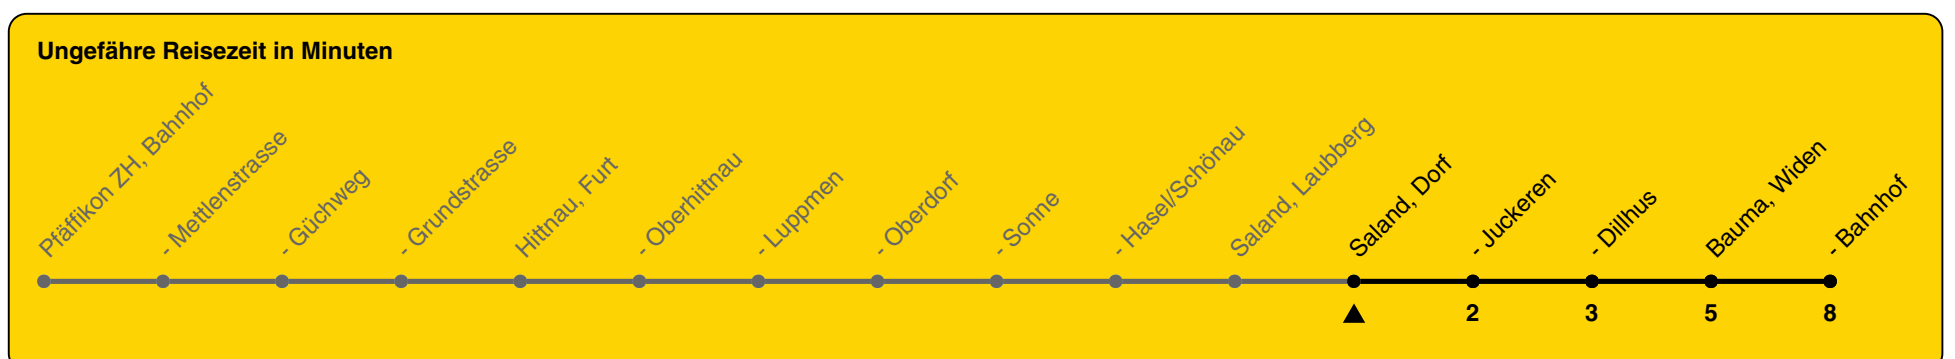 Ungefähre Reisezeit in Minuten
Pfäffikon ZH, Bahnhof
- Mettlenstrasse
- Güchweg
- Grundstrasse
Hittnau, Furt
- Oberhittnau
- Luppmen
- Oberdorf
- Sonne
- Hasel/Schönau
Saland, Laubberg
Saland, Dorf
- Juckeren
- Dillhus
Bauma, Widen
- Bahnhof
2 3 5 8